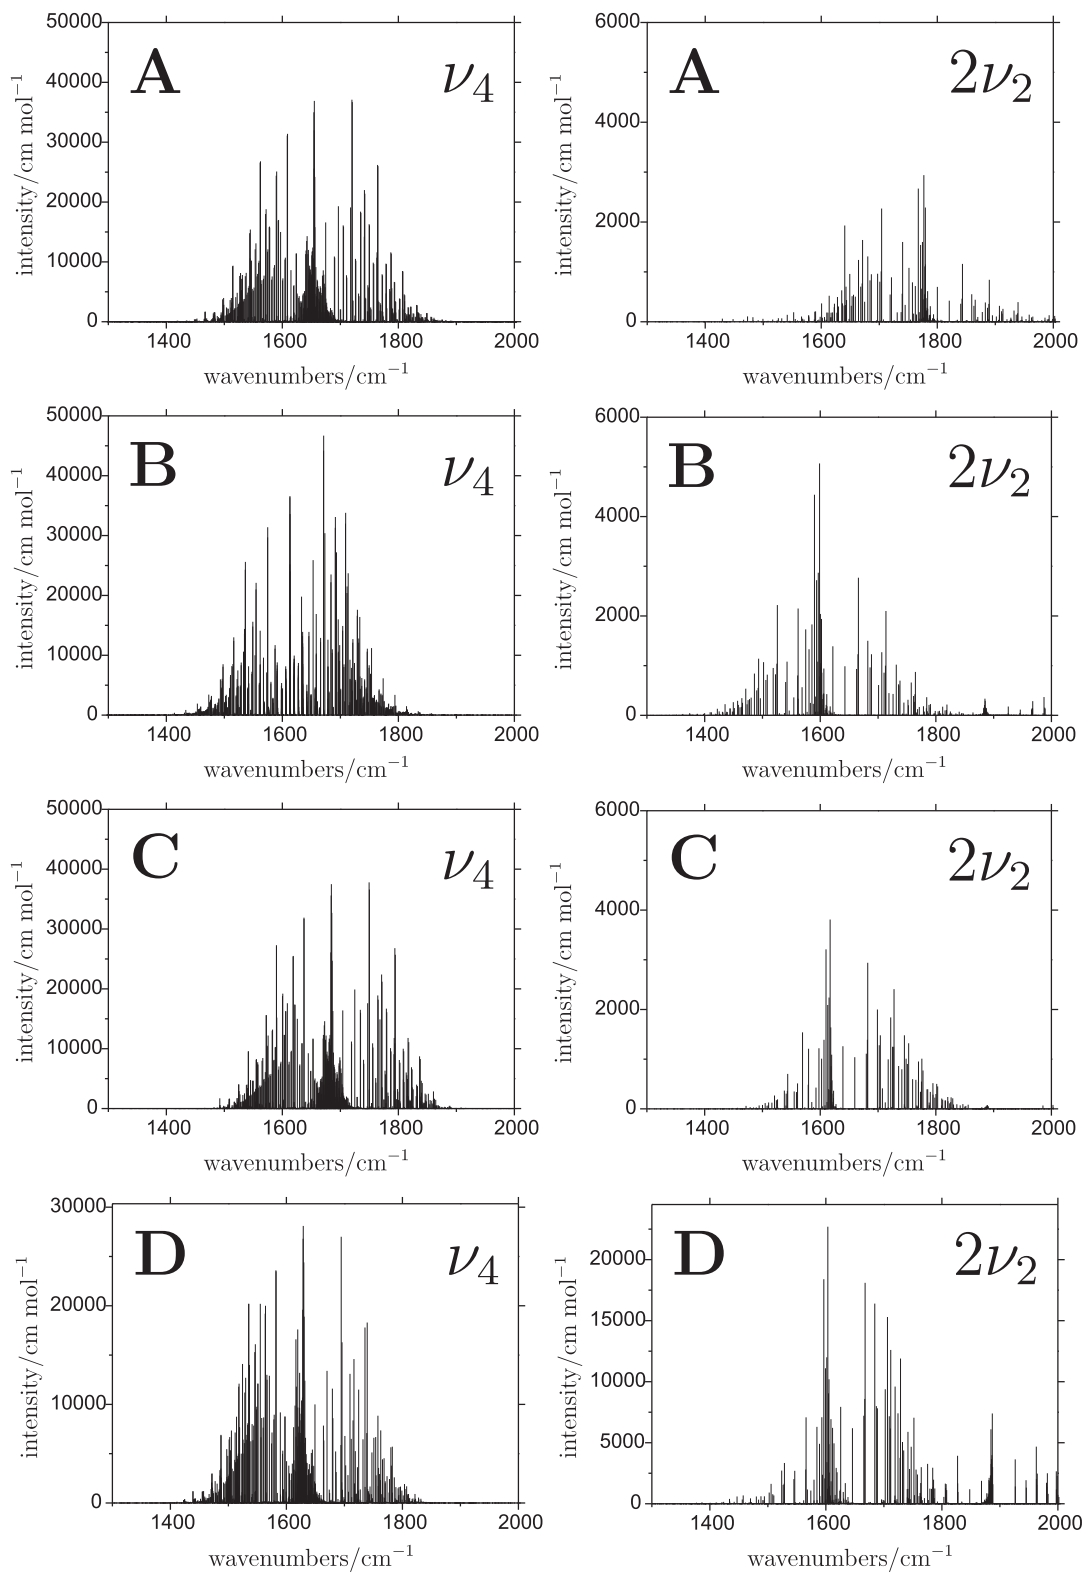 50000
40000
30000
20000
10000
0
1400 1600 1800 2000
intensity/cm mol⁻¹
wavenumbers/cm⁻¹
A ν₄
6000
4000
2000
0
1400 1600 1800 2000
intensity/cm mol⁻¹
wavenumbers/cm⁻¹
A 2ν₂
50000
40000
30000
20000
10000
0
1400 1600 1800 2000
intensity/cm mol⁻¹
wavenumbers/cm⁻¹
B ν₄
6000
4000
2000
0
1400 1600 1800 2000
intensity/cm mol⁻¹
wavenumbers/cm⁻¹
B 2ν₂
50000
40000
30000
20000
10000
0
1400 1600 1800 2000
intensity/cm mol⁻¹
wavenumbers/cm⁻¹
C ν₄
6000
4000
2000
0
1400 1600 1800 2000
intensity/cm mol⁻¹
wavenumbers/cm⁻¹
C 2ν₂
30000
20000
10000
0
1400 1600 1800 2000
intensity/cm mol⁻¹
wavenumbers/cm⁻¹
D ν₄
20000
15000
10000
5000
0
1400 1600 1800 2000
intensity/cm mol⁻¹
wavenumbers/cm⁻¹
D 2ν₂